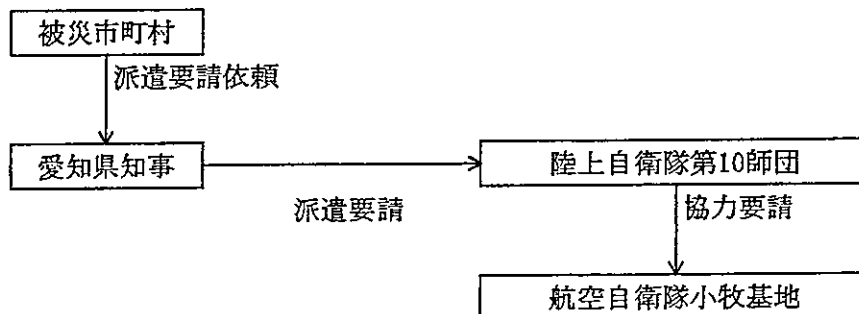 被災市町村
派遣要請依頼
愛知県知事
派遣要請
陸上自衛隊第10師団
協力要請
航空自衛隊小牧基地